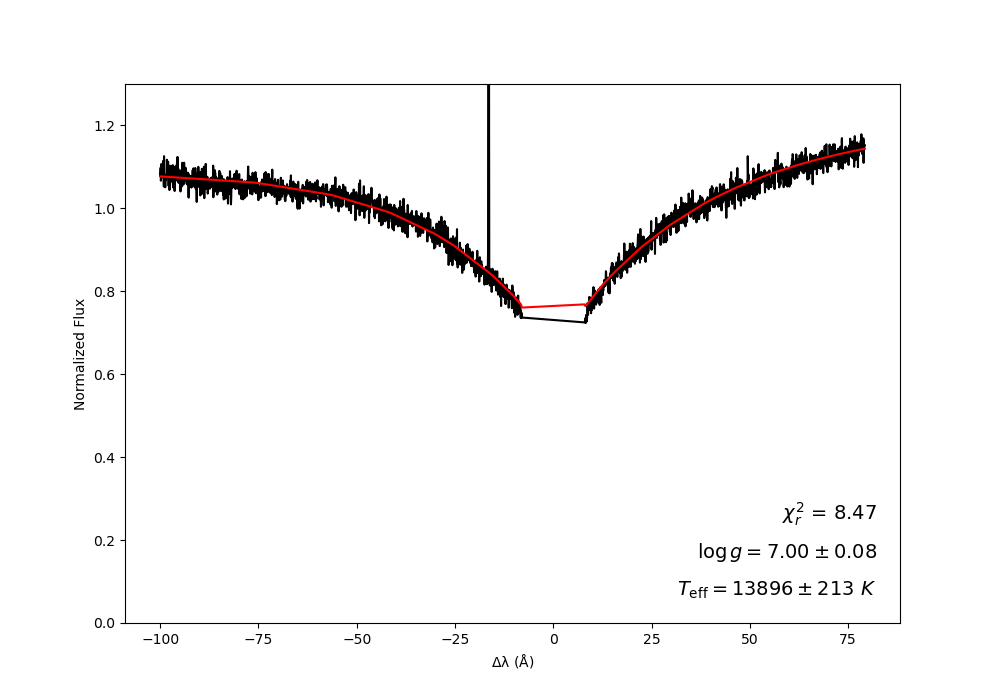 1.2
1.0
0.8
0.6
0.4
0.2
0.0
Normalized Flux
χ²ᵣ = 8.47
log g = 7.00 ± 0.08
T_eff = 13896 ± 213 K
−100 −75 −50 −25 0 25 50 75
Δλ (Å)